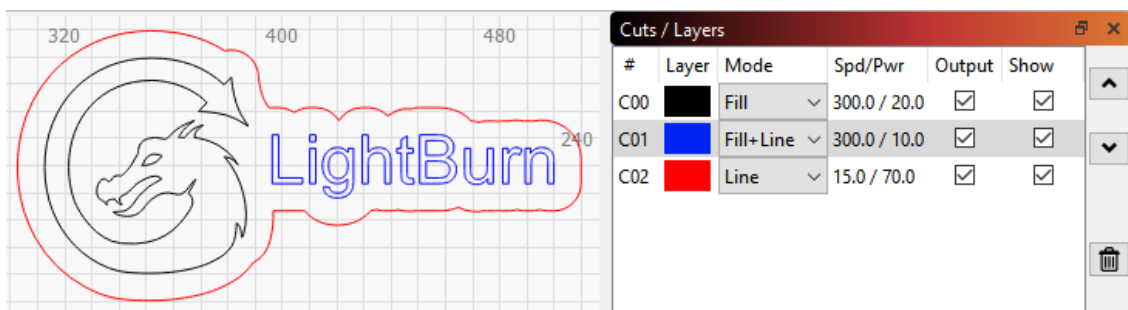 320 400 480
240
LightBurn
Cuts / Layers
# Layer Mode Spd/Pwr Output Show
C00 Fill 300.0 / 20.0
C01 Fill+Line 300.0 / 10.0
C02 Line 15.0 / 70.0